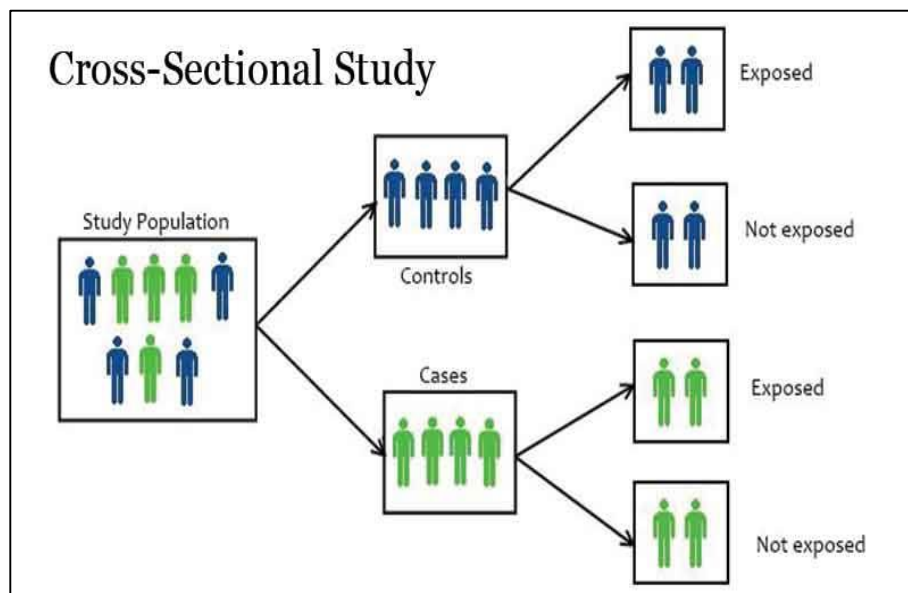 Cross-Sectional Study
Exposed
Study Population
Not exposed
Controls
Cases
Exposed
Not exposed